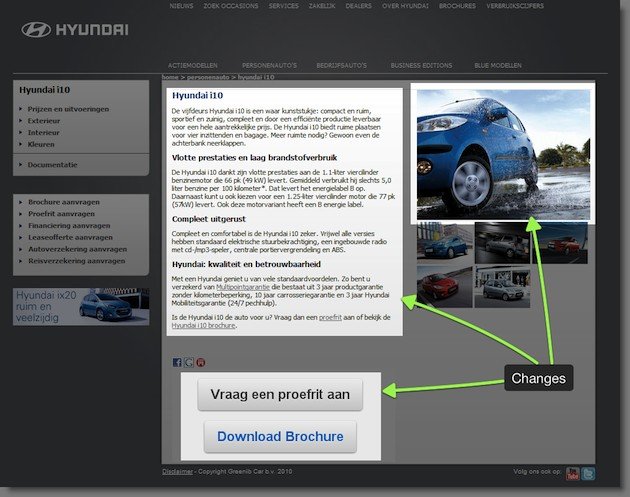 NIEUWS ZOEK OCCASIONS SERVICES ZAKELIJK DEALERS OVER HYUNDAI BROCHURES VERBRUIKSCIJFERS
HYUNDAI
ACTIEMODELLEN PERSONENAUTO'S BEDRIJFSAUTO'S BUSINESS EDITIONS BLUE MODELLEN
home > personenauto > hyundai i10
Hyundai i10
Prijzen en uitvoeringen
Exterieur
Interieur
Kleuren
Documentatie
Brochure aanvragen
Proefrit aanvragen
Financiering aanvragen
Leaseofferte aanvragen
Autoverzekering aanvragen
Reisverzekering aanvragen
Hyundai ix20
ruim en
veelzijdig
Hyundai i10
De vijfdeurs Hyundai i10 is een waar kunststukje: compact en ruim,
sportief en zuinig, compleet en door een efficiënte productie leverbaar
voor een hele aantrekkelijke prijs. De Hyundai i10 biedt ruime plaatsen
voor vier inzittenden en bagage. Meer ruimte nodig? Gewoon even de
achterbank neerklappen.
Vlotte prestaties en laag brandstofverbruik
De Hyundai i10 dankt zijn vlotte prestaties aan de 1.1-liter viercilinder
benzinemotor die 66 pk (49 kW) levert. Gemiddeld verbruikt hij slechts 5,0
liter benzine per 100 kilometer*. Dat levert het energielabel B op.
Daarnaast kunt u ook kiezen voor een 1.25-liter viercilinder motor die 77 pk
(57kW) levert. Ook deze motorvariant heeft een B energie label.
Compleet uitgerust
Compleet en comfortabel is de Hyundai i10 zeker. Vrijwel alle versies
hebben standaard elektrische stuurbekrachtiging, een ingebouwde radio
met cd-/mp3-speler, centrale portiervergrendeling en ABS.
Hyundai: kwaliteit en betrouwbaarheid
Met een Hyundai geniet u van vele standaardvoordelen. Zo bent u
verzekerd van Multipointgarantie die bestaat uit 3 jaar productgarantie
zonder kilometerbeperking, 10 jaar carrosseriegarantie en 3 jaar Hyundai
Mobiliteitsgarantie (24/7 pechhulp).
Is de Hyundai i10 de auto voor u? Vraag dan een proefrit aan of bekijk de
Hyundai i10 brochure.
Changes
Vraag een proefrit aan
Download Brochure
Disclaimer - Copyright Greenib Car b.v. 2010
Volg ons ook op: You Tube